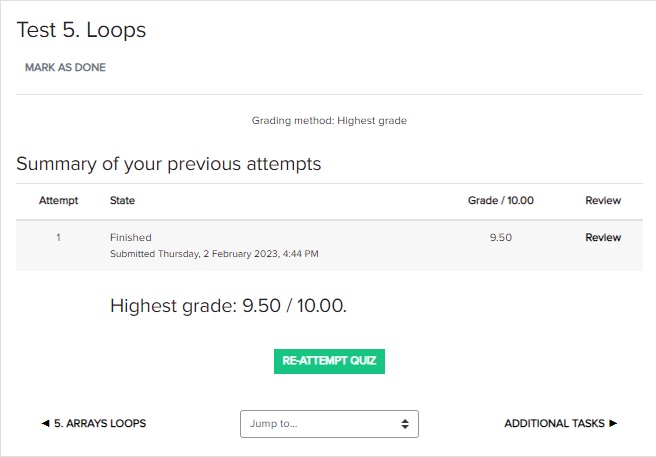 Test 5. Loops
MARK AS DONE
Grading method: Highest grade
Summary of your previous attempts
Attempt State Grade / 10.00 Review
1 Finished 9.50 Review
Submitted Thursday, 2 February 2023, 4:44 PM
Highest grade: 9.50 / 10.00.
RE-ATTEMPT QUIZ
◄ 5. ARRAYS LOOPS Jump to... ADDITIONAL TASKS ►